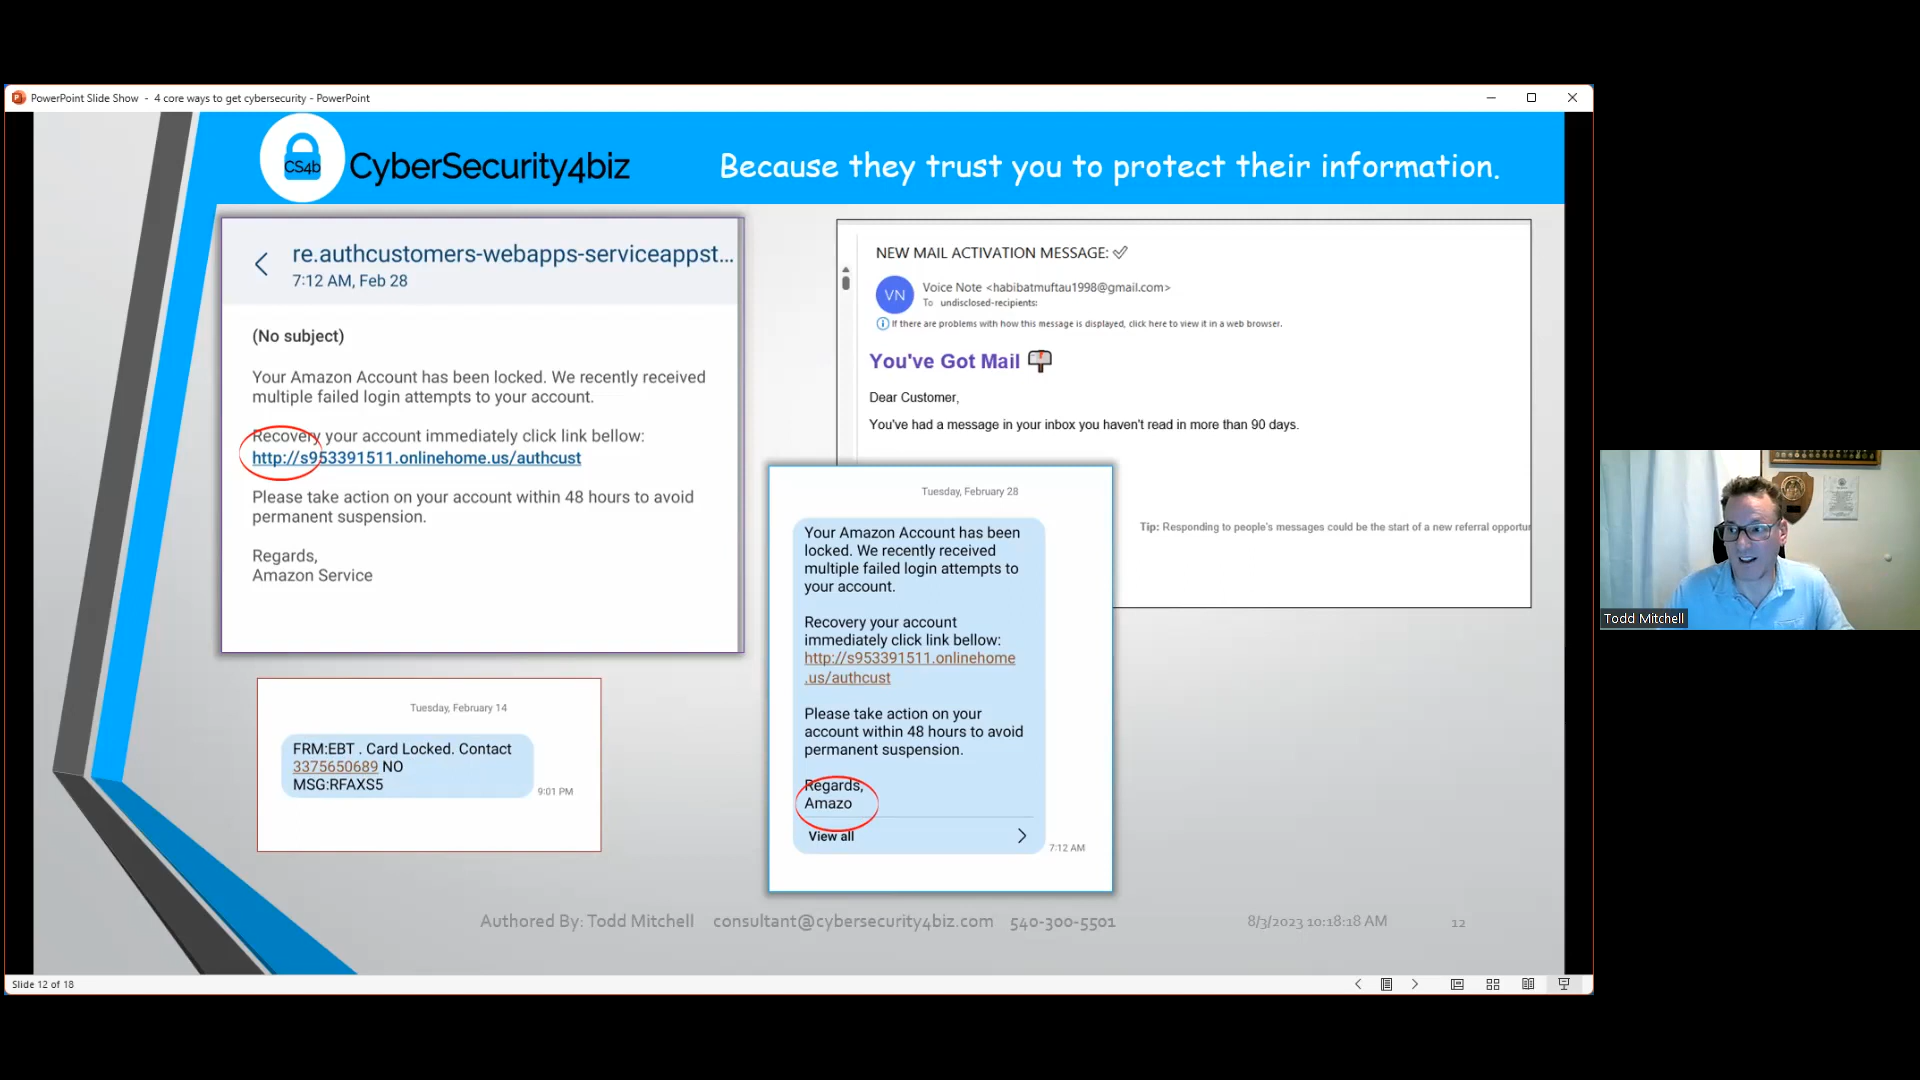 PowerPoint Slide Show - 4 core ways to get cybersecurity - PowerPoint
CS4b
CyberSecurity4biz
Because they trust you to protect their information.
re.authcustomers-webapps-serviceappst...
7:12 AM, Feb 28
(No subject)
Your Amazon Account has been locked. We recently received
multiple failed login attempts to your account.
Recovery your account immediately click link bellow:
http://s953391511.onlinehome.us/authcust
Please take action on your account within 48 hours to avoid
permanent suspension.
Regards,
Amazon Service
NEW MAIL ACTIVATION MESSAGE:
VN
Voice Note <habibatmuftau1998@gmail.com>
To undisclosed-recipients:
If there are problems with how this message is displayed, click here to view it in a web browser.
You've Got Mail
Dear Customer,
You've had a message in your inbox you haven't read in more than 90 days.
Tip: Responding to people's messages could be the start of a new referral opportur
Tuesday, February 28
Your Amazon Account has been
locked. We recently received
multiple failed login attempts to
your account.
Recovery your account
immediately click link bellow:
http://s953391511.onlinehome
.us/authcust
Please take action on your
account within 48 hours to avoid
permanent suspension.
Regards,
Amazo
View all
7:12 AM
Tuesday, February 14
FRM:EBT . Card Locked. Contact
3375650689 NO
MSG:RFAXS5
9:01 PM
Authored By: Todd Mitchell consultant@cybersecurity4biz.com 540-300-5501
8/3/2023 10:18:18 AM
12
Slide 12 of 18
Todd Mitchell